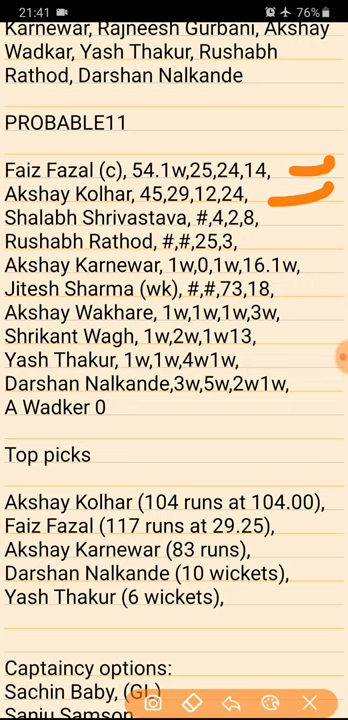 21:41
76%
Karnewar, Rajneesh Gurbani, Akshay
Wadkar, Yash Thakur, Rushabh
Rathod, Darshan Nalkande
PROBABLE11
Faiz Fazal (c), 54.1w,25,24,14,
Akshay Kolhar, 45,29,12,24,
Shalabh Shrivastava, #,4,2,8,
Rushabh Rathod, #,#,25,3,
Akshay Karnewar, 1w,0,1w,16.1w,
Jitesh Sharma (wk), #,#,73,18,
Akshay Wakhare, 1w,1w,1w,3w,
Shrikant Wagh, 1w,2w,1w13,
Yash Thakur, 1w,1w,4w1w,
Darshan Nalkande,3w,5w,2w1w,
A Wadker 0
Top picks
Akshay Kolhar (104 runs at 104.00),
Faiz Fazal (117 runs at 29.25),
Akshay Karnewar (83 runs),
Darshan Nalkande (10 wickets),
Yash Thakur (6 wickets),
Captaincy options:
Sachin Baby, (GL)
Sanju Samson